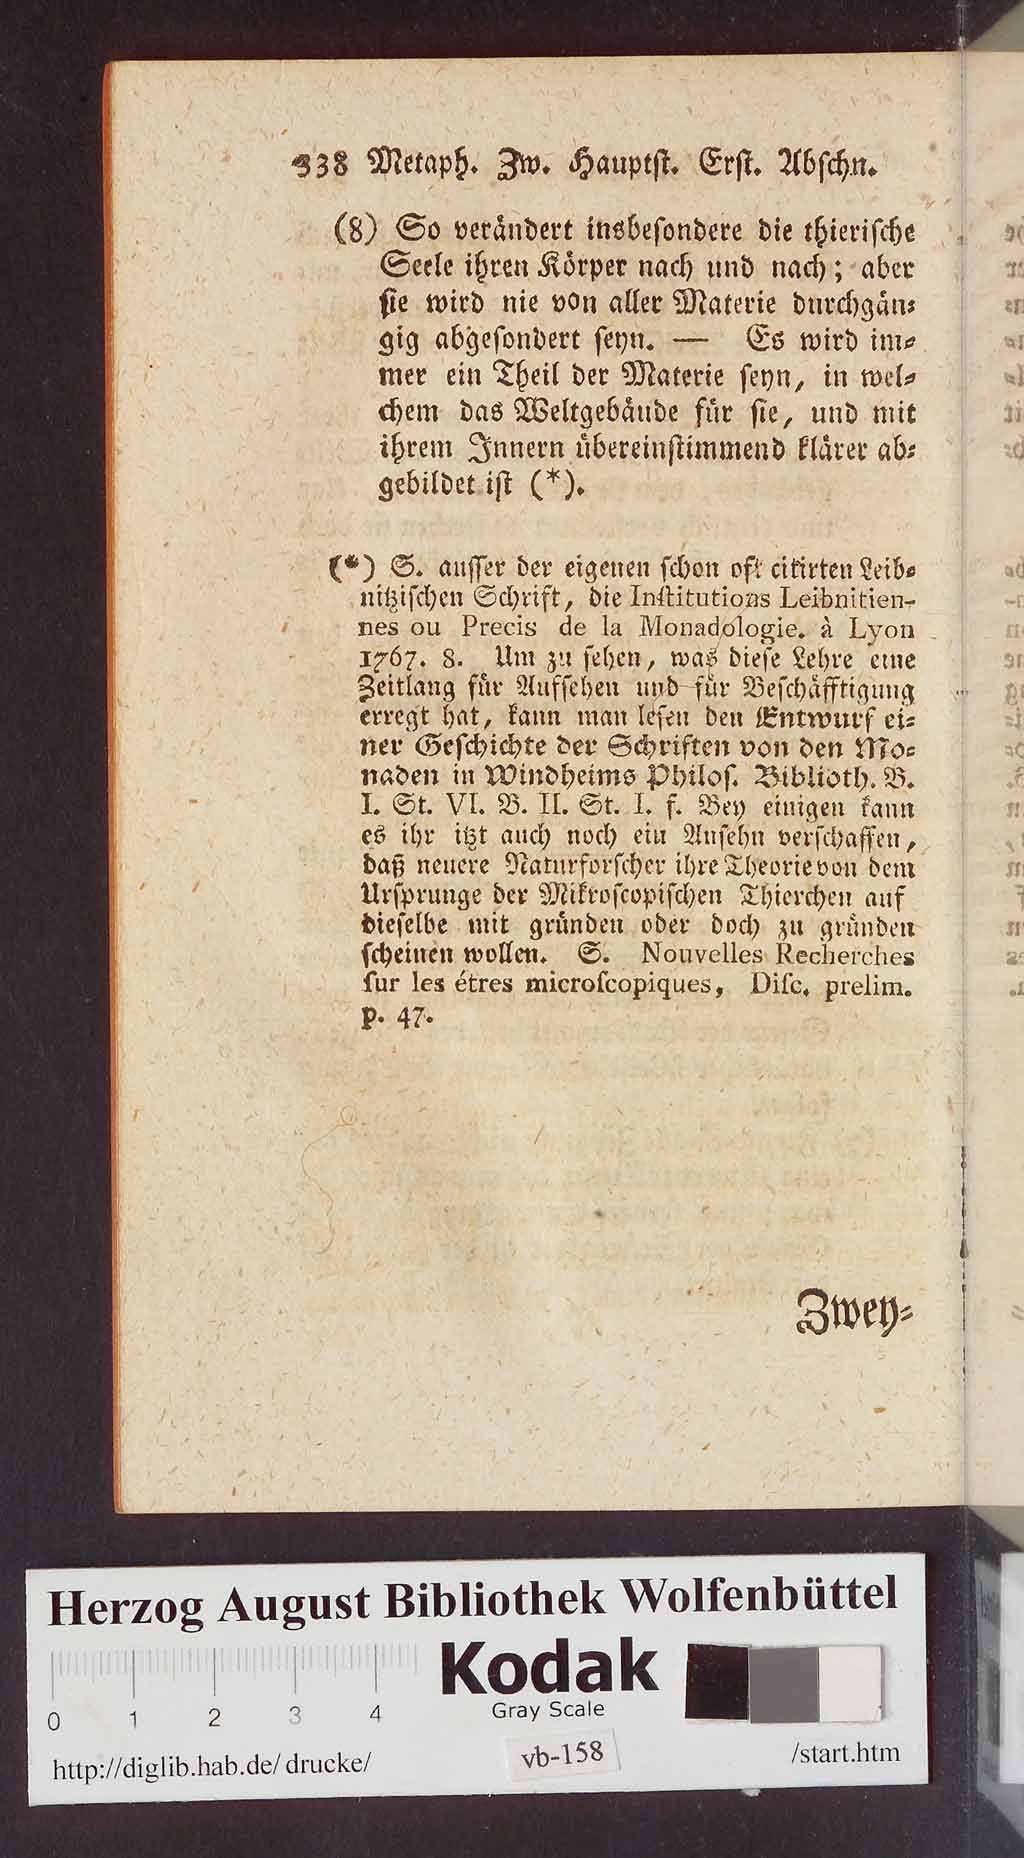 338 Metaph. Zw. Hauptst. Erst. Abschn.
(8) So verändert insbesondere die thierische
Seele ihren Körper nach und nach; aber
sie wird nie von aller Materie durchgän-
gig abgesondert seyn. — Es wird im-
mer ein Theil der Materie seyn, in wel-
chem das Weltgebäude für sie, und mit
ihrem Innern übereinstimmend klärer ab-
gebildet ist (*).
(*) S. ausser der eigenen schon oft citirten Leib-
nitzischen Schrift, die Institutions Leibnitien-
nes ou Precis de la Monadologie. à Lyon
1767. 8. Um zu sehen, was diese Lehre eine
Zeitlang für Aufsehen und für Beschäfftigung
erregt hat, kann man lesen den Entwurf ei-
ner Geschichte der Schriften von den Mo-
naden in Windheims Philos. Biblioth. B.
I. St. VI. B. II. St. I. f. Bey einigen kann
es ihr itzt auch noch ein Ansehn verschaffen,
daß neuere Naturforscher ihre Theorie von dem
Ursprunge der Mikroscopischen Thierchen auf
dieselbe mit gründen oder doch zu gründen
scheinen wollen. S. Nouvelles Recherches
sur les étres microscopiques, Disc. prelim.
p. 47.
Zwey-
Herzog August Bibliothek Wolfenbüttel
Kodak
Gray Scale
0 1 2 3 4
http://diglib.hab.de/drucke/ vb-158 /start.htm